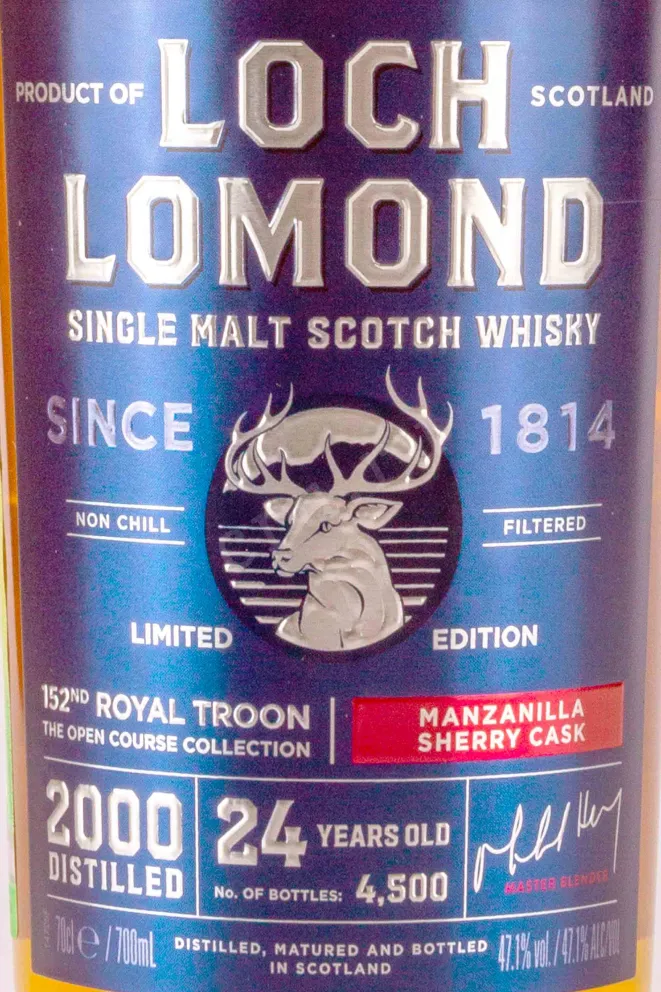 PRODUCT OF LOCH SCOTLAND
LOMOND
SINGLE MALT SCOTCH WHISKY
SINCE 1814
NON CHILL FILTERED
LIMITED EDITION
152ND ROYAL TROON
THE OPEN COURSE COLLECTION
MANZANILLA
SHERRY CASK
2000
DISTILLED
24 YEARS OLD
No. OF BOTTLES: 4,500
MASTER BLENDER
70cl e / 700mL
DISTILLED, MATURED AND BOTTLED
IN SCOTLAND
47.1% vol. / 47.1% ALC/VOL